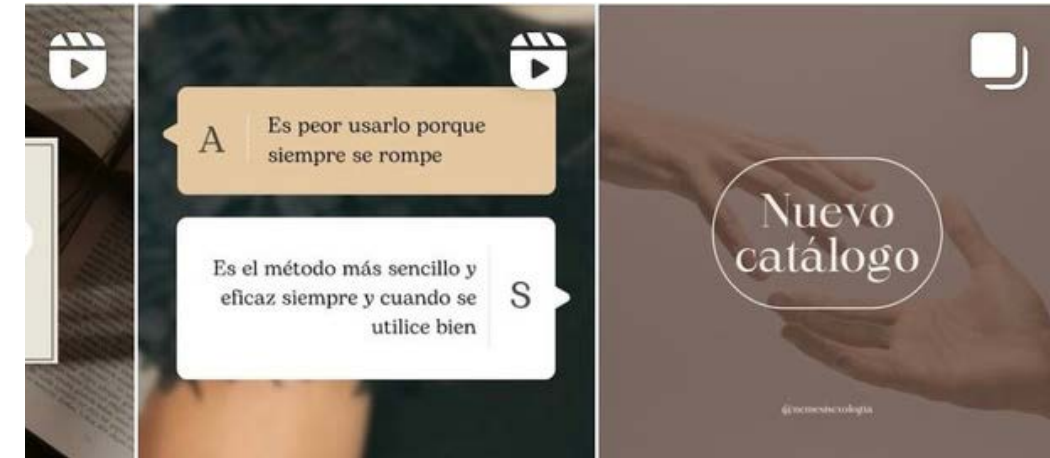 A
Es peor usarlo porque
siempre se rompe
Es el método más sencillo y
eficaz siempre y cuando se
utilice bien
S
Nuevo
catálogo